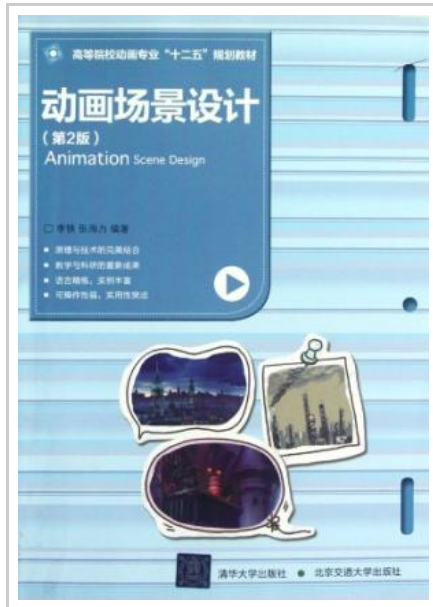 高等院校动画专业“十二五”规划教材
动画场景设计
（第2版）
Animation Scene Design
□ 李铁 张海力 编著
■ 原理与技术的完美结合
■ 教学与科研的最新成果
■ 语言精炼，实例丰富
■ 可操作性强，实用性突出
清华大学出版社 ● 北京交通大学出版社